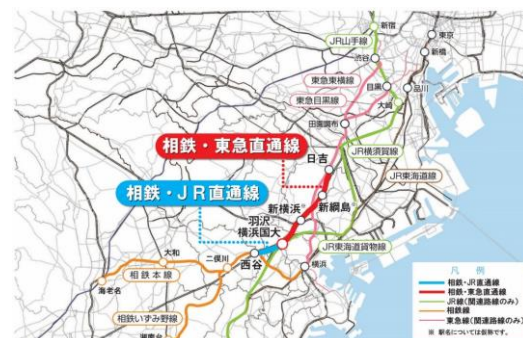 新宿
JR山手線
東京
渋谷
新橋
東急東横線
目黒
品川
東急目黒線
大崎
田園調布
相鉄・東急直通線
日吉
JR横須賀線
JR東海道線
相鉄・JR直通線
新綱島※
新横浜※
羽沢
横浜国大
JR東海道貨物線
大和
二俣川
西谷
横浜
相鉄本線
海老名
相鉄いずみ野線
湘南台
凡例
相鉄・JR直通線
相鉄・東急直通線
JR線(関連路線のみ)
相鉄線
東急線(関連路線のみ)
※ 駅名については仮称です。